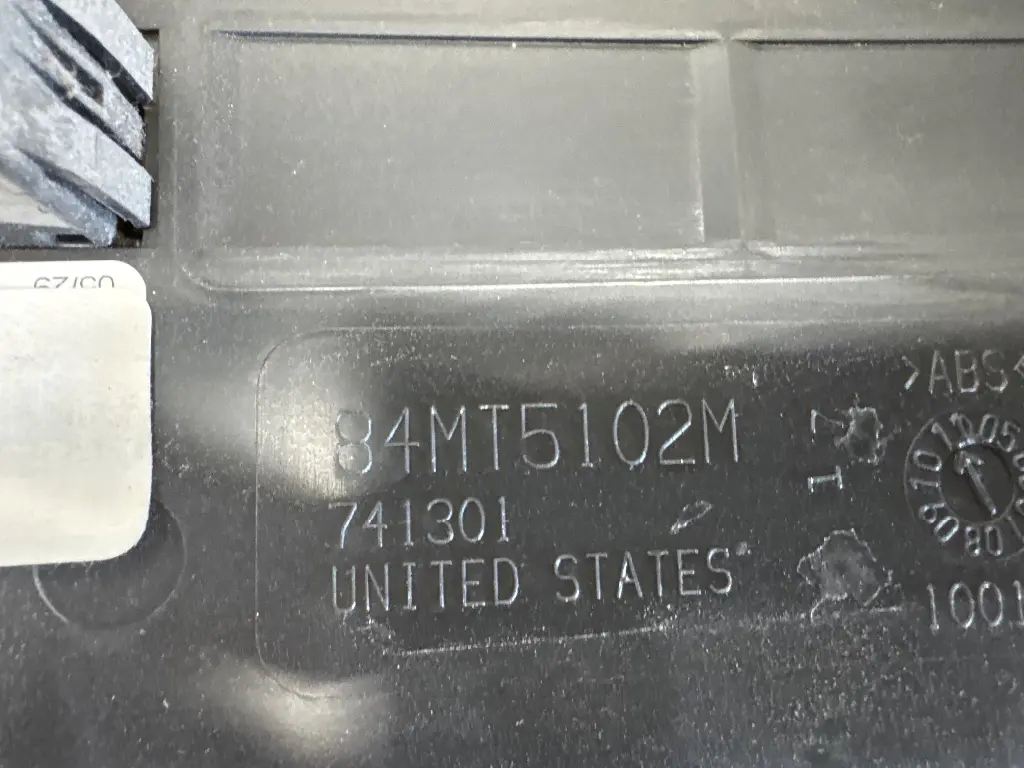 >ABS<
84MT5102M
741301
UNITED STATES
1001